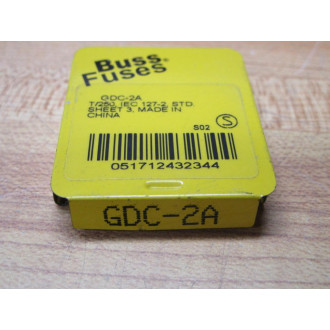 Buss®
Fuses
GDC-2A
T/250, IEC 127-2, STD.
SHEET 3, MADE IN
CHINA
S02
S
051712432344
GDC-2A